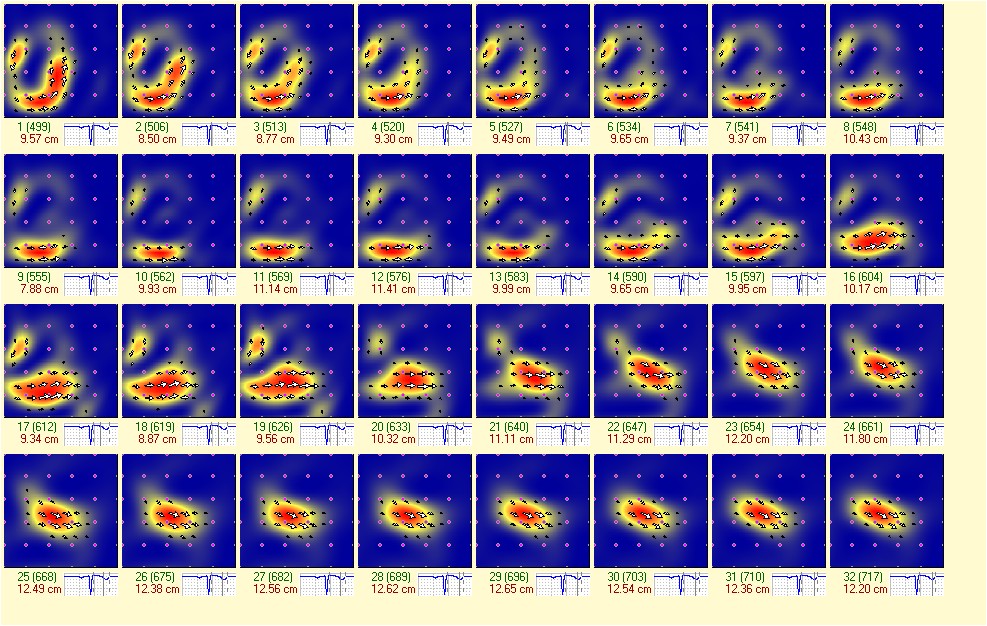 1 (499) 2 (506) 3 (513) 4 (520) 5 (527) 6 (534) 7 (541) 8 (548)
9.57 cm 8.50 cm 8.77 cm 9.30 cm 9.49 cm 9.65 cm 9.37 cm 10.43 cm
9 (555) 10 (562) 11 (569) 12 (576) 13 (583) 14 (590) 15 (597) 16 (604)
7.88 cm 9.93 cm 11.14 cm 11.41 cm 9.99 cm 9.65 cm 9.95 cm 10.17 cm
17 (612) 18 (619) 19 (626) 20 (633) 21 (640) 22 (647) 23 (654) 24 (661)
9.34 cm 8.87 cm 9.56 cm 10.32 cm 11.11 cm 11.29 cm 12.20 cm 11.80 cm
25 (668) 26 (675) 27 (682) 28 (689) 29 (696) 30 (703) 31 (710) 32 (717)
12.49 cm 12.38 cm 12.56 cm 12.62 cm 12.65 cm 12.54 cm 12.36 cm 12.20 cm